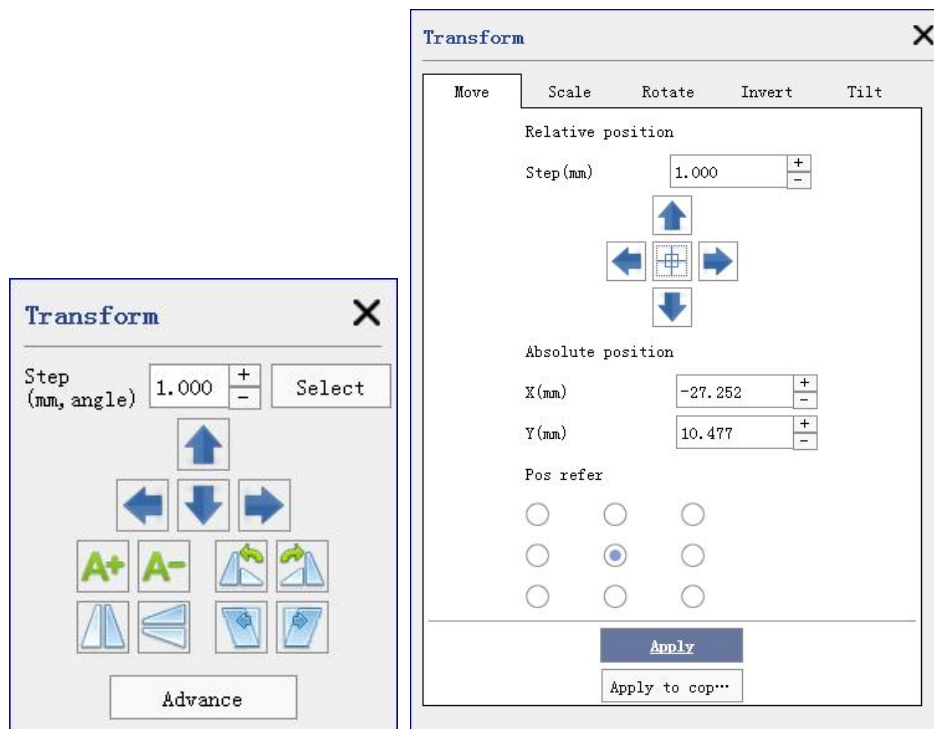 Transform
Step
(mm, angle) 1.000 + - Select
A+ A-
Advance
Transform
Move Scale Rotate Invert Tilt
Relative position
Step(mm) 1.000 + -
Absolute position
X(mm) -27.252 + -
Y(mm) 10.477 + -
Pos refer
Apply
Apply to cop…